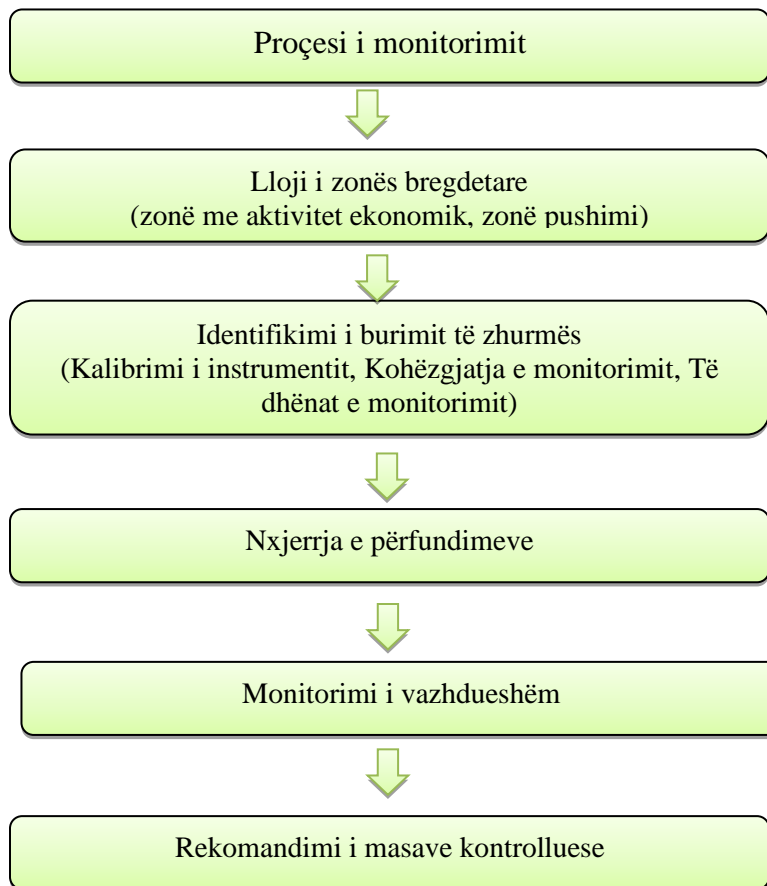 Proçesi i monitorimit
Lloji i zonës bregdetare
(zonë me aktivitet ekonomik, zonë pushimi)
Identifikimi i burimit të zhurmës
(Kalibrimi i instrumentit, Kohëzgjatja e monitorimit, Të
dhënat e monitorimit)
Nxjerrja e përfundimeve
Monitorimi i vazhdueshëm
Rekomandimi i masave kontrolluese